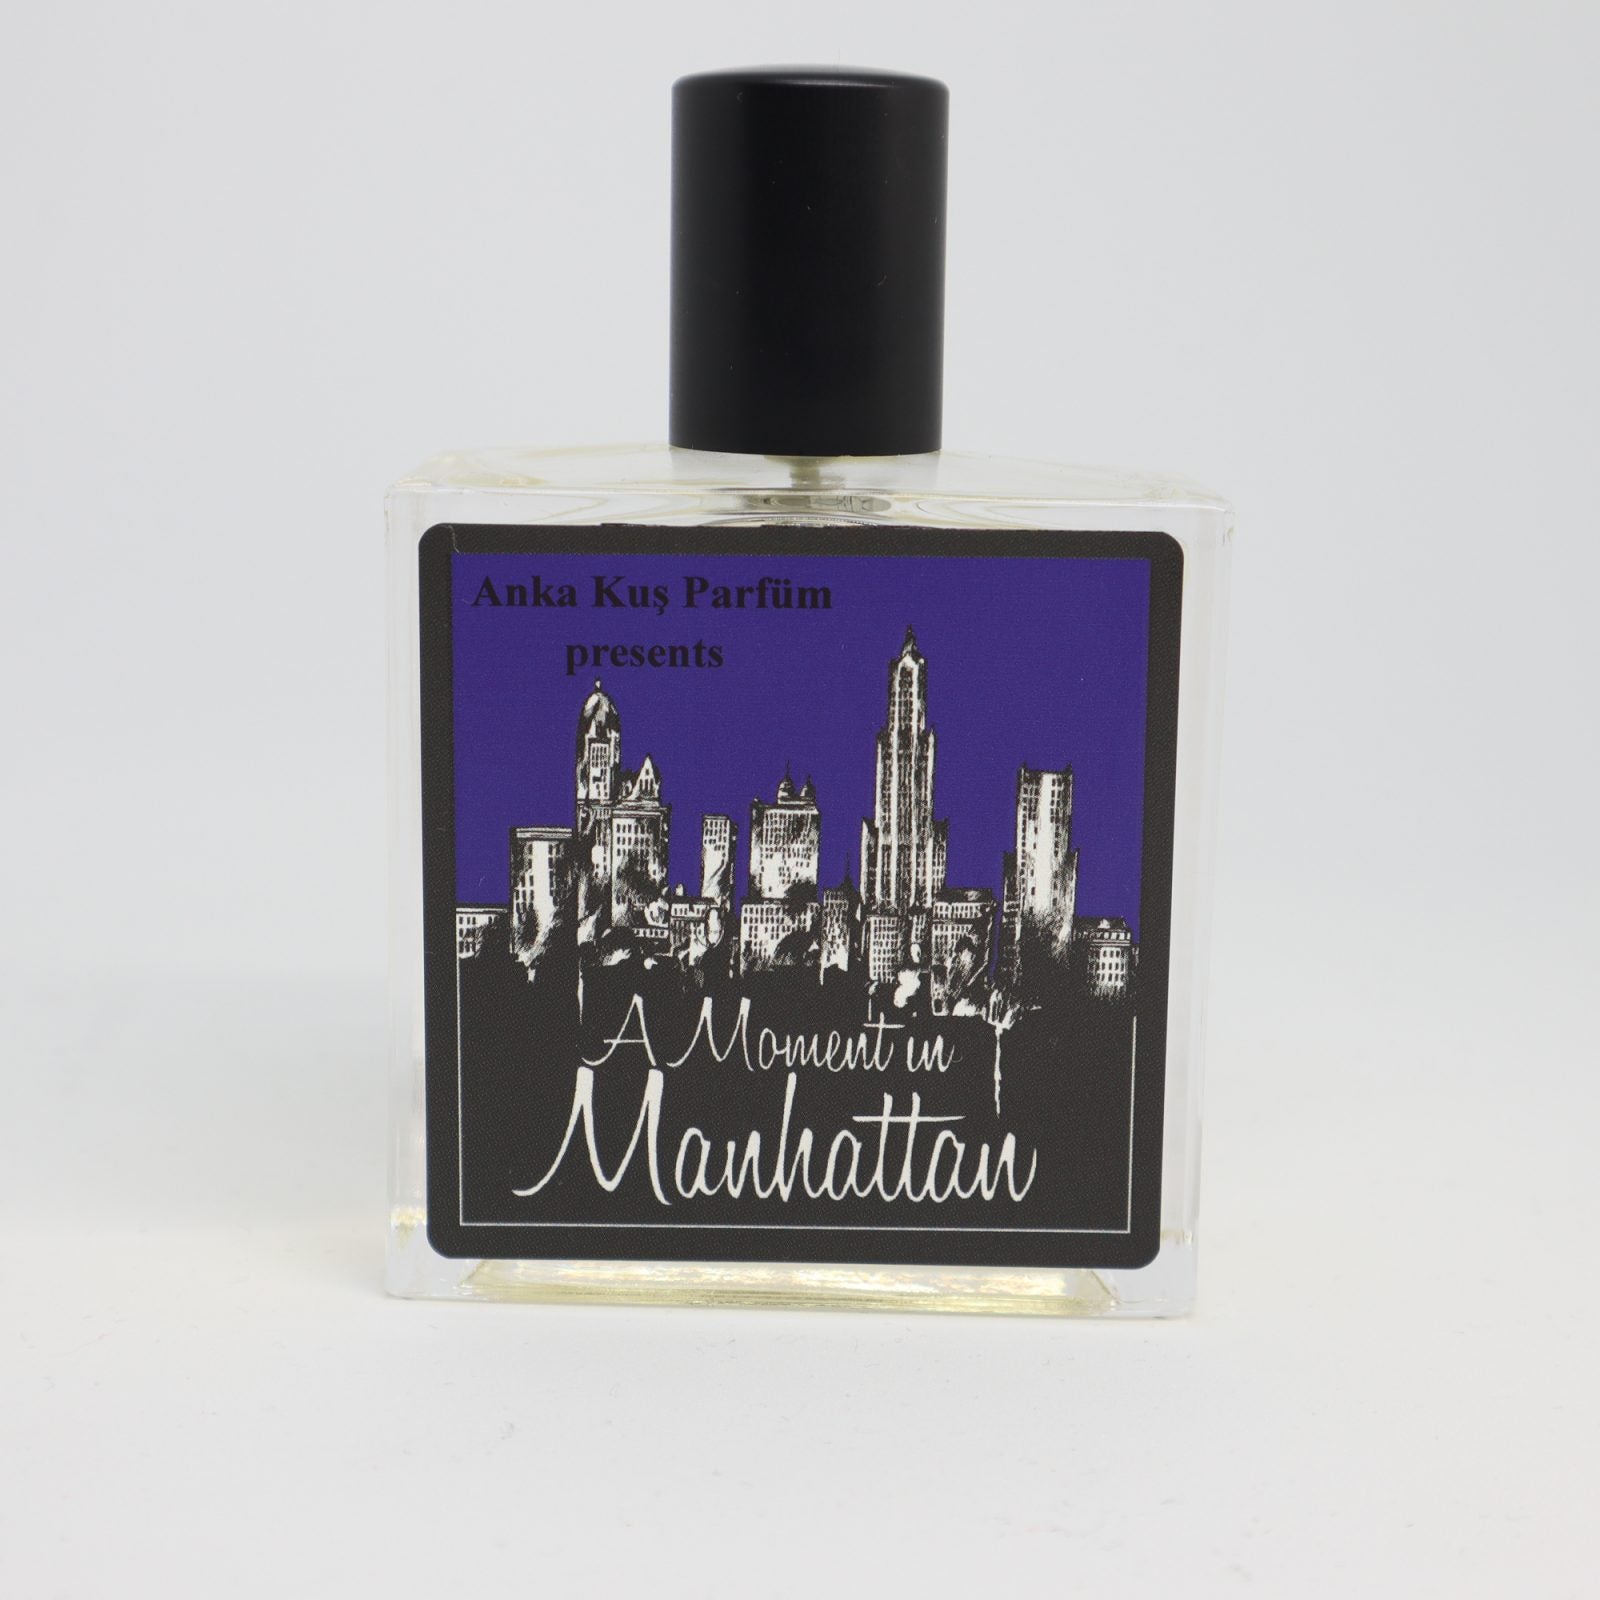 Anka Kuş Parfüm
presents
A Moment in
Manhattan